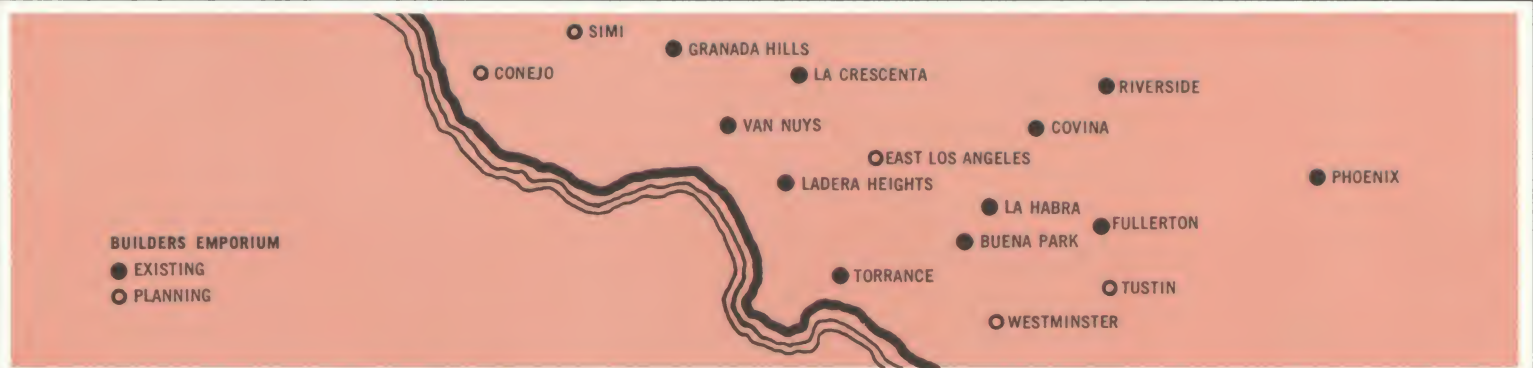 SIMI
GRANADA HILLS
CONEJO
LA CRESCENTA
RIVERSIDE
VAN NUYS
COVINA
EAST LOS ANGELES
LADERA HEIGHTS
PHOENIX
LA HABRA
FULLERTON
BUENA PARK
TORRANCE
TUSTIN
WESTMINSTER
BUILDERS EMPORIUM
EXISTING
PLANNING